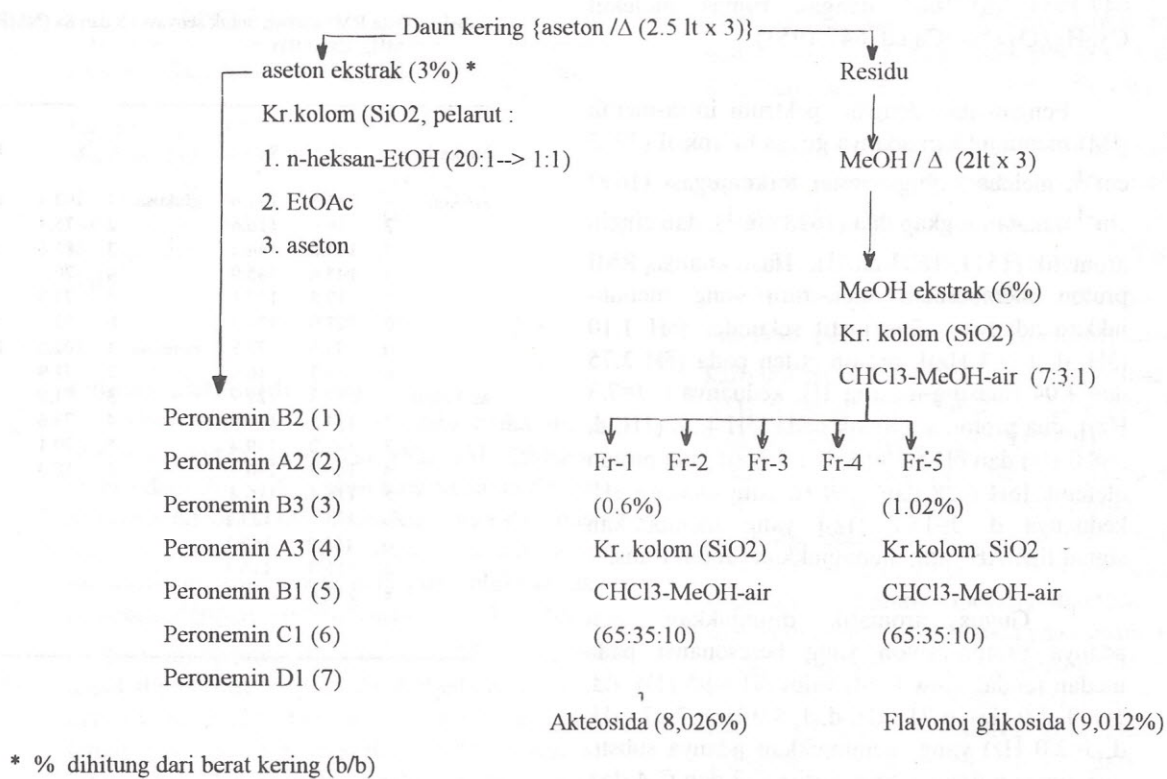 Daun kering {aseton /Δ (2.5 lt x 3)}
aseton ekstrak (3%) *
Kr.kolom (SiO2, pelarut :
1. n-heksan-EtOH (20:1--> 1:1)
2. EtOAc
3. aseton
Peronemin B2 (1)
Peronemin A2 (2)
Peronemin B3 (3)
Peronemin A3 (4)
Peronemin B1 (5)
Peronemin C1 (6)
Peronemin D1 (7)
Residu
MeOH / Δ (2lt x 3)
MeOH ekstrak (6%)
Kr. kolom (SiO2)
CHCl3-MeOH-air (7:3:1)
Fr-1 Fr-2 Fr-3 Fr-4 Fr-5
(0.6%) (1.02%)
Kr. kolom (SiO2) Kr.kolom SiO2 -
CHCl3-MeOH-air CHCl3-MeOH-air
(65:35:10) (65:35:10)
Akteosida (8,026%) Flavonoi glikosida (9,012%)
* % dihitung dari berat kering (b/b)